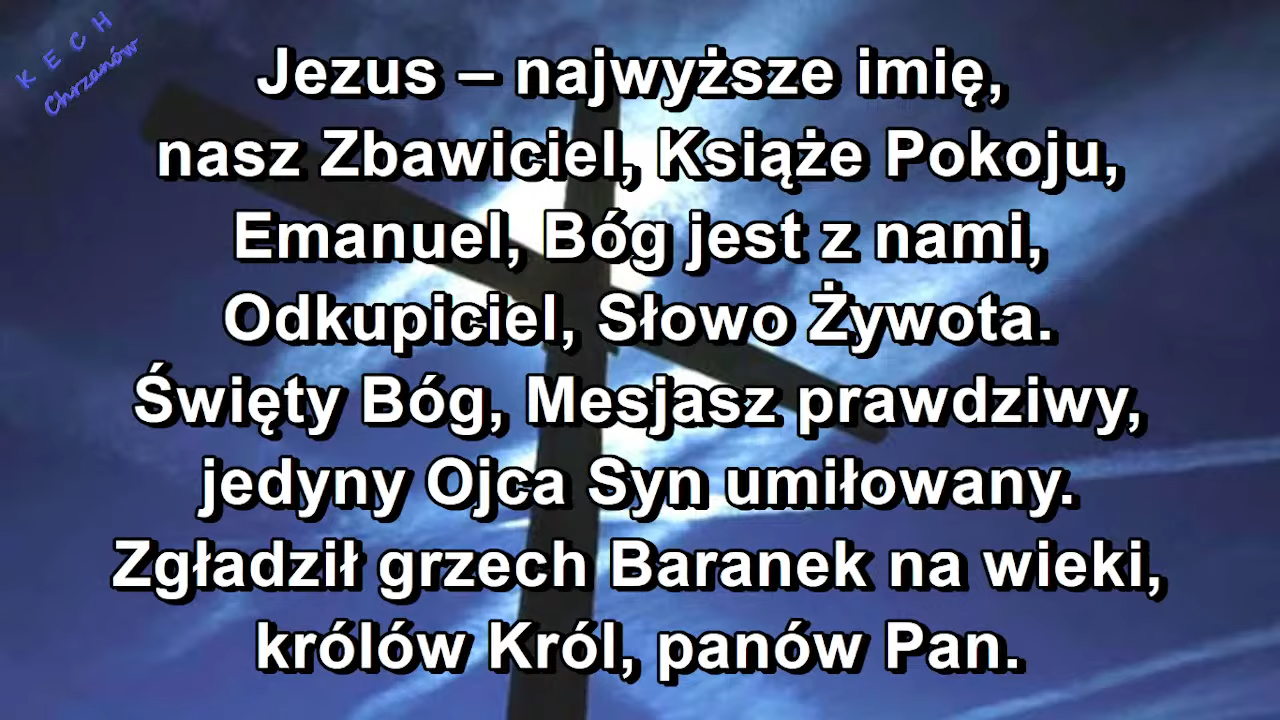 K E C H
Chrzanów
Jezus – najwyższe imię,
nasz Zbawiciel, Książe Pokoju,
Emanuel, Bóg jest z nami,
Odkupiciel, Słowo Żywota.
Święty Bóg, Mesjasz prawdziwy,
jedyny Ojca Syn umiłowany.
Zgładził grzech Baranek na wieki,
królów Król, panów Pan.